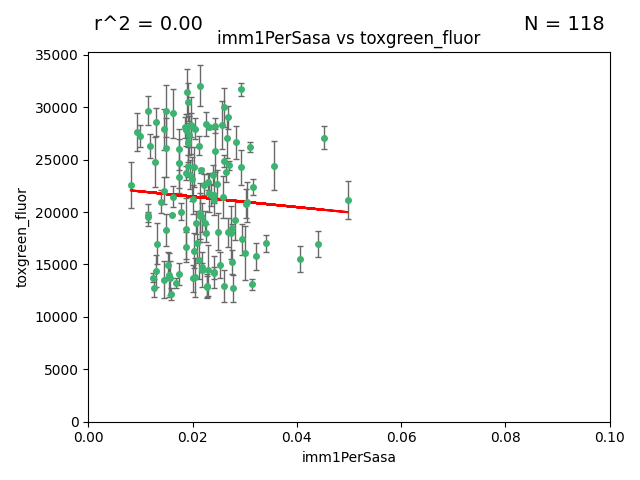 r^2 = 0.00
N = 118
imm1PerSasa vs toxgreen_fluor
35000
30000
25000
20000
15000
10000
5000
0
toxgreen_fluor
0.00
0.02
0.04
0.06
0.08
0.10
imm1PerSasa